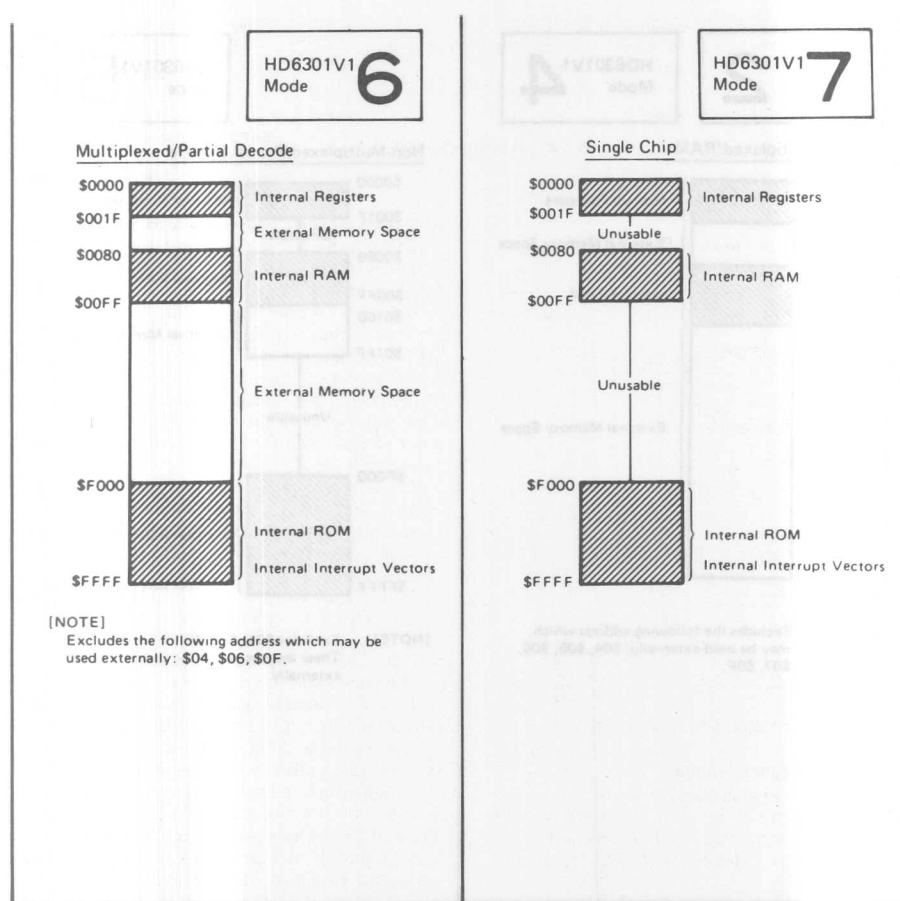 HD6301V1
Mode 6
Multiplexed/Partial Decode
$0000
Internal Registers
$001F
External Memory Space
$0080
Internal RAM
$00FF
External Memory Space
$F000
Internal ROM
Internal Interrupt Vectors
$FFFF
[NOTE]
Excludes the following address which may be
used externally: $04, $06, $0F.
HD6301V1
Mode 7
Single Chip
$0000
Internal Registers
$001F
Unusable
$0080
Internal RAM
$00FF
Unusable
$F000
Internal ROM
Internal Interrupt Vectors
$FFFF